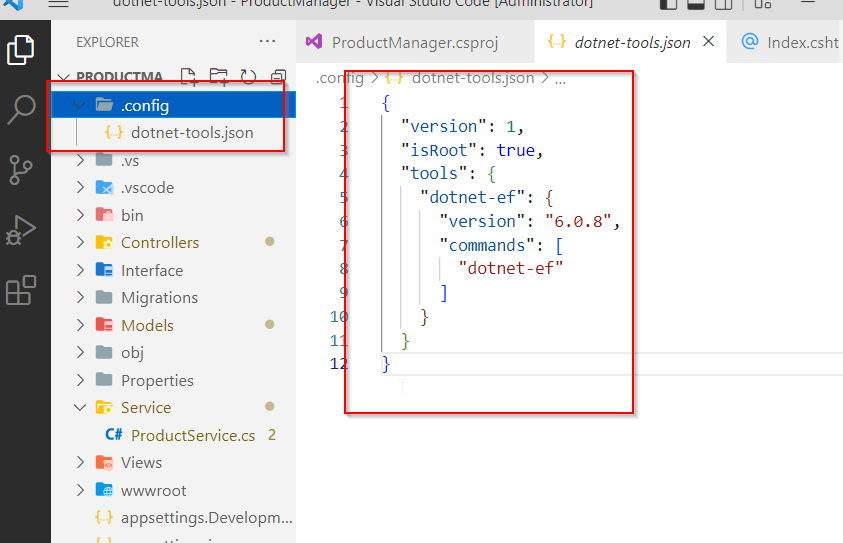 dotnet-tools.json - ProductManager - Visual Studio Code [Administrator]
EXPLORER
ProductManager.csproj
dotnet-tools.json
Index.csht
PRODUCTMA
.config > dotnet-tools.json > ...
.config
dotnet-tools.json
.vs
.vscode
bin
Controllers
Interface
Migrations
Models
obj
Properties
Service
C# ProductService.cs 2
Views
wwwroot
appsettings.Developm...
1 {
2 "version": 1,
3 "isRoot": true,
4 "tools": {
5 "dotnet-ef": {
6 "version": "6.0.8",
7 "commands": [
8 "dotnet-ef"
9 ]
10 }
11 }
12 }